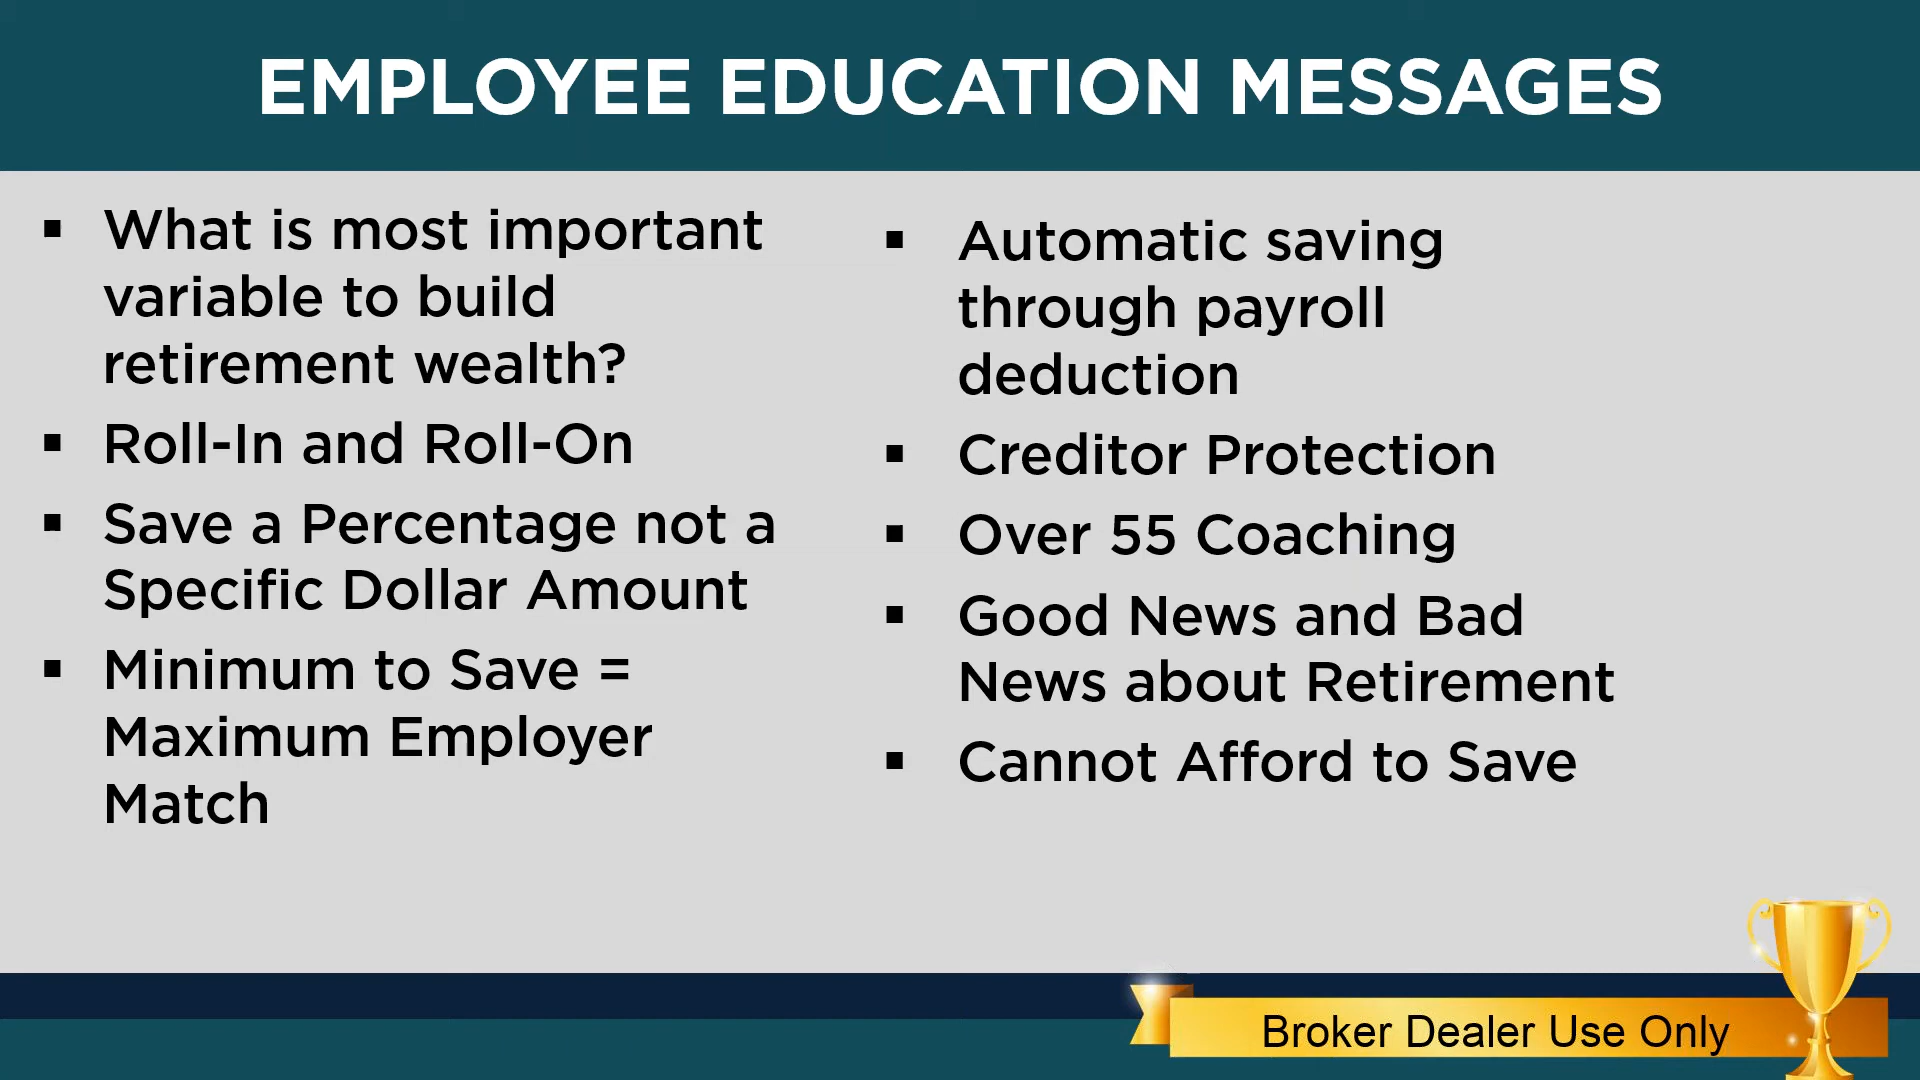 EMPLOYEE EDUCATION MESSAGES
▪ What is most important
variable to build
retirement wealth?
▪ Roll-In and Roll-On
▪ Save a Percentage not a
Specific Dollar Amount
▪ Minimum to Save =
Maximum Employer
Match
▪ Automatic saving
through payroll
deduction
▪ Creditor Protection
▪ Over 55 Coaching
▪ Good News and Bad
News about Retirement
▪ Cannot Afford to Save
Broker Dealer Use Only